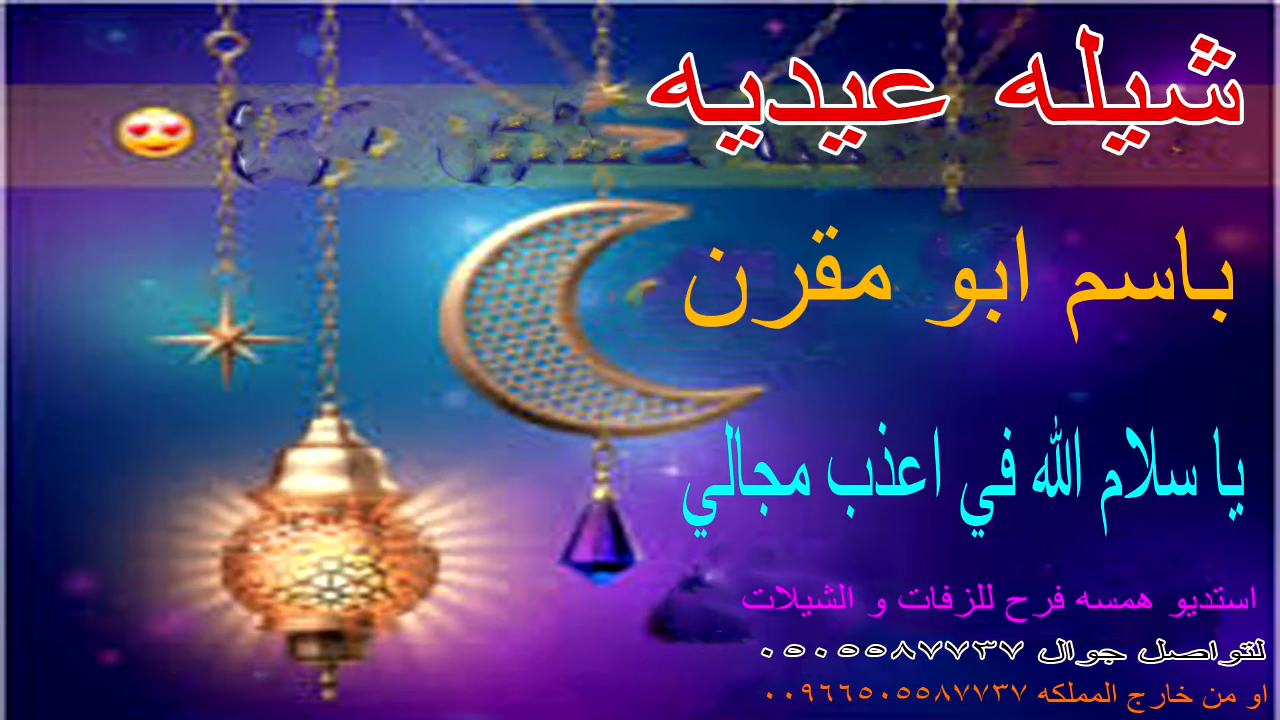 شيله عيديه
باسم ابو مقرن
يا سلام الله في اعذب مجالي
استديو همسه فرح للزفات و الشيلات
لتواصل جوال ٠٥٠٥٥٨٧٧٣٧
او من خارج المملكه ٠٠٩٦٦٥٠٥٥٨٧٧٣٧